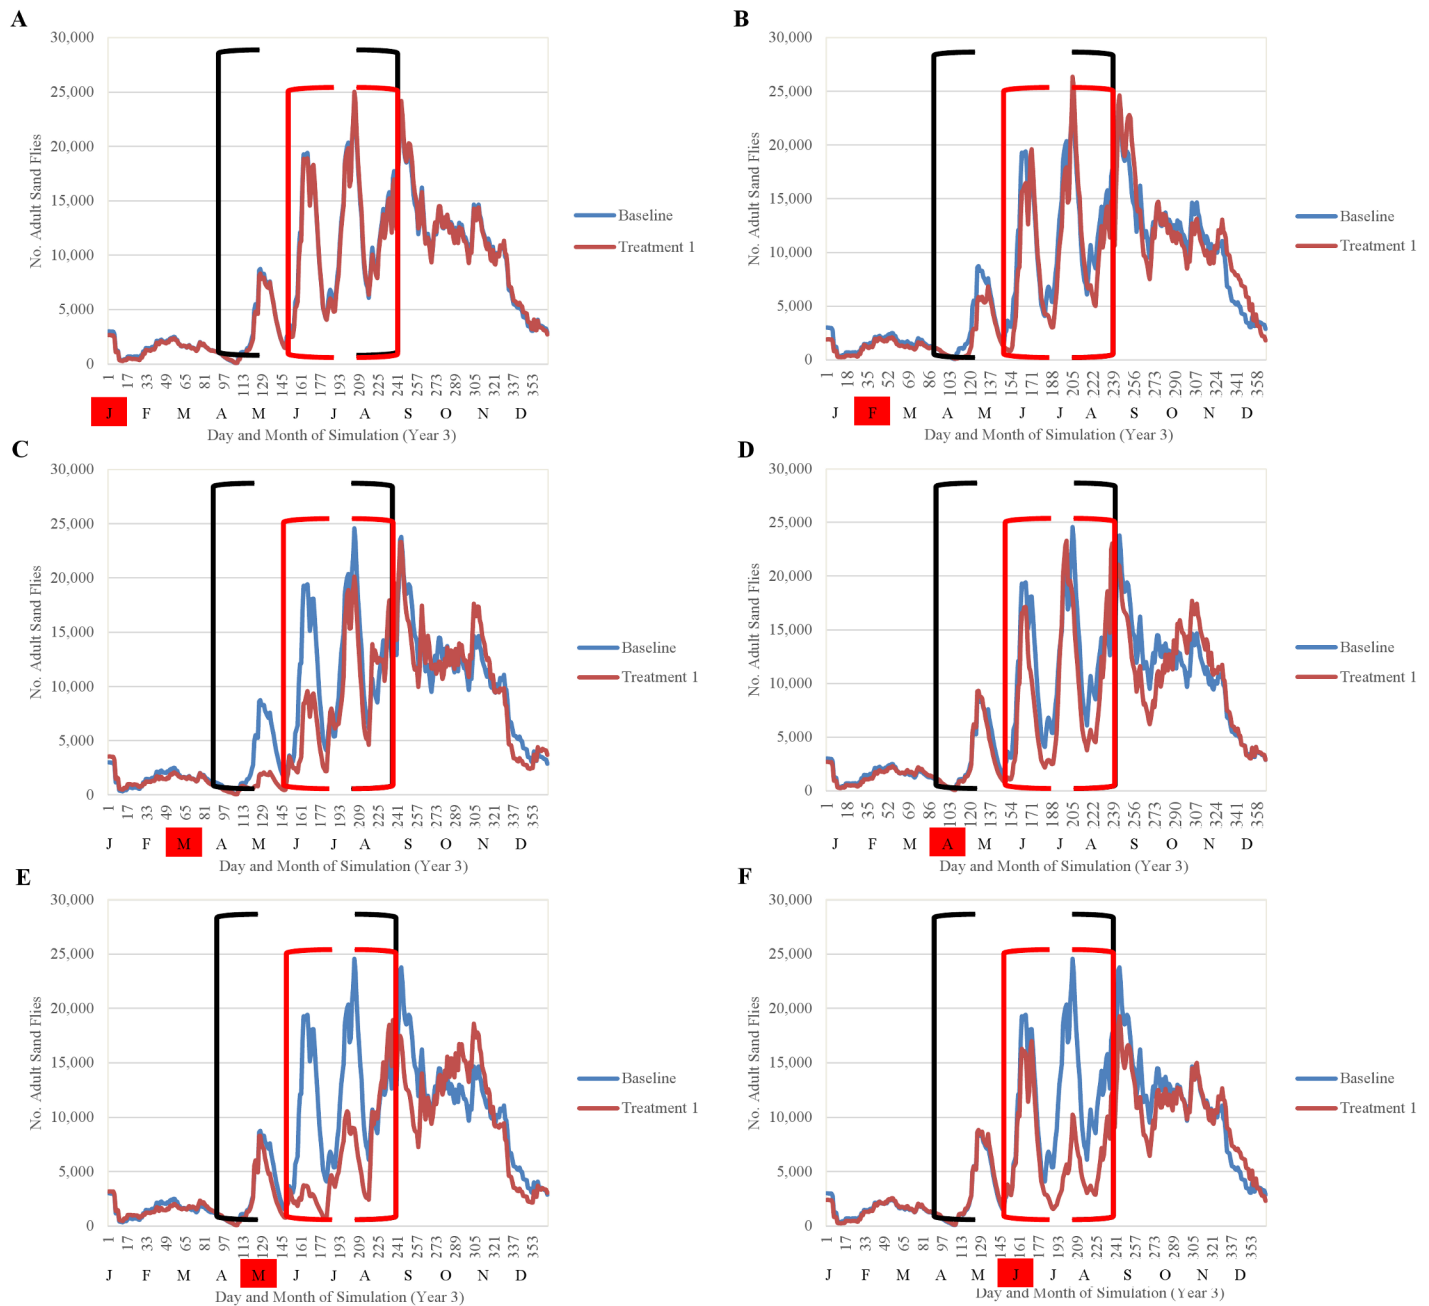 A
30,000
25,000
20,000
15,000
10,000
5,000
0
No. Adult Sand Flies
1 17 33 49 65 81 97 113 129 145 161 177 193 209 225 241 257 273 289 305 321 337 353
J F M A M J J A S O N D
Day and Month of Simulation (Year 3)
Baseline
Treatment 1
B
30,000
25,000
20,000
15,000
10,000
5,000
0
No. Adult Sand Flies
1 18 35 52 69 86 103 120 137 154 171 188 205 222 239 256 273 290 307 324 341 358
J F M A M J J A S O N D
Day and Month of Simulation (Year 3)
Baseline
Treatment 1
C
30,000
25,000
20,000
15,000
10,000
5,000
0
No. Adult Sand Flies
1 17 33 49 65 81 97 113 129 145 161 177 193 209 225 241 257 273 289 305 321 337 353
J F M A M J J A S O N D
Day and Month of Simulation (Year 3)
Baseline
Treatment 1
D
30,000
25,000
20,000
15,000
10,000
5,000
0
No. Adult Sand Flies
1 18 35 52 69 86 103 120 137 154 171 188 205 222 239 256 273 290 307 324 341 358
J F M A M J J A S O N D
Day and Month of Simulation (Year 3)
Baseline
Treatment 1
E
30,000
25,000
20,000
15,000
10,000
5,000
0
No. Adult Sand Flies
1 17 33 49 65 81 97 113 129 145 161 177 193 209 225 241 257 273 289 305 321 337 353
J F M A M J J A S O N D
Day and Month of Simulation (Year 3)
Baseline
Treatment 1
F
30,000
25,000
20,000
15,000
10,000
5,000
0
No. Adult Sand Flies
1 17 33 49 65 81 97 113 129 145 161 177 193 209 225 241 257 273 289 305 321 337 353
J F M A M J J A S O N D
Day and Month of Simulation (Year 3)
Baseline
Treatment 1